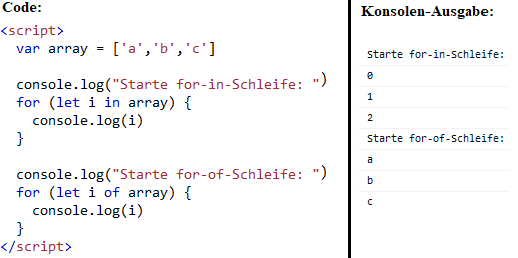 Code:
<script>
  var array = ['a','b','c']

  console.log("Starte for-in-Schleife: ")
  for (let i in array) {
    console.log(i)
  }

  console.log("Starte for-of-Schleife: ")
  for (let i of array) {
    console.log(i)
  }
</script>
Konsolen-Ausgabe:
Starte for-in-Schleife:
0
1
2
Starte for-of-Schleife:
a
b
c